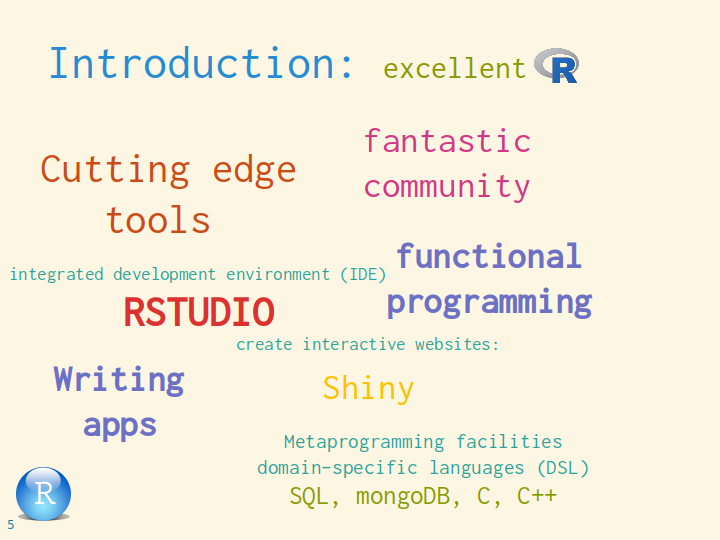 Introduction: excellent R
fantastic
community
Cutting edge
tools
functional
programming
integrated development environment (IDE)
RSTUDIO
create interactive websites:
Writing
apps
Shiny
Metaprogramming facilities
domain-specific languages (DSL)
SQL, mongoDB, C, C++
R
5